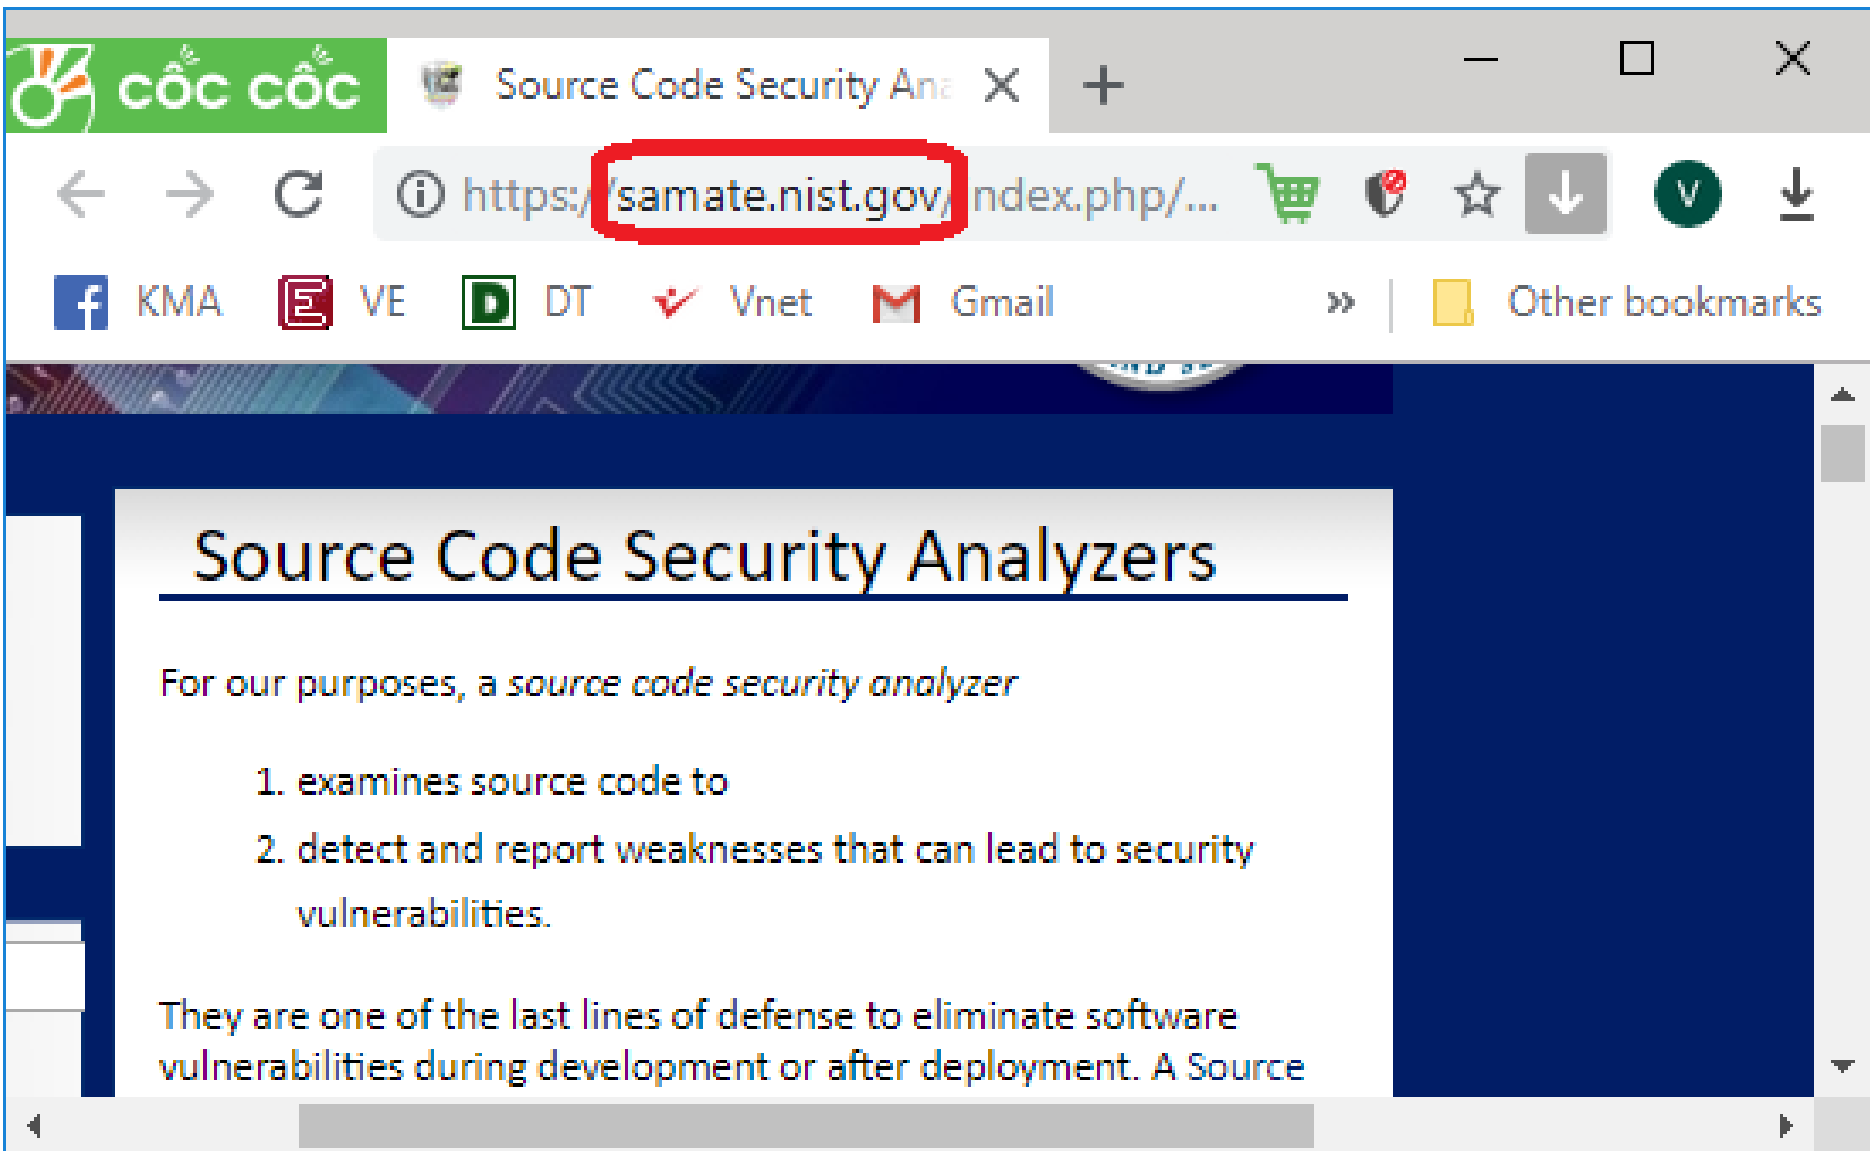 cốc cốc
Source Code Security Ana
https://samate.nist.gov/index.php/...
V
KMA VE DT Vnet Gmail » Other bookmarks
Source Code Security Analyzers
For our purposes, a source code security analyzer
1. examines source code to
2. detect and report weaknesses that can lead to security
vulnerabilities.
They are one of the last lines of defense to eliminate software
vulnerabilities during development or after deployment. A Source